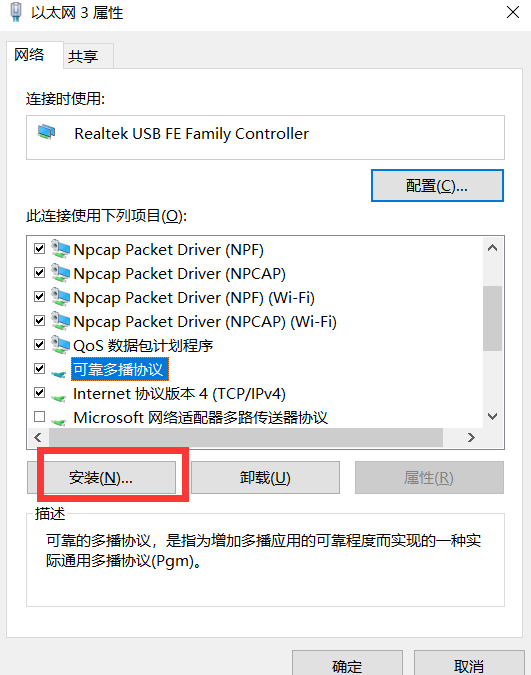 以太网 3 属性
网络
共享
连接时使用:
Realtek USB FE Family Controller
配置(C)...
此连接使用下列项目(O):
Npcap Packet Driver (NPF)
Npcap Packet Driver (NPCAP)
Npcap Packet Driver (NPF) (Wi-Fi)
Npcap Packet Driver (NPCAP) (Wi-Fi)
QoS 数据包计划程序
可靠多播协议
Internet 协议版本 4 (TCP/IPv4)
Microsoft 网络适配器多路传送器协议
安装(N)...
卸载(U)
属性(R)
描述
可靠的多播协议，是指为增加多播应用的可靠程度而实现的一种实
际通用多播协议(Pgm)。
确定
取消